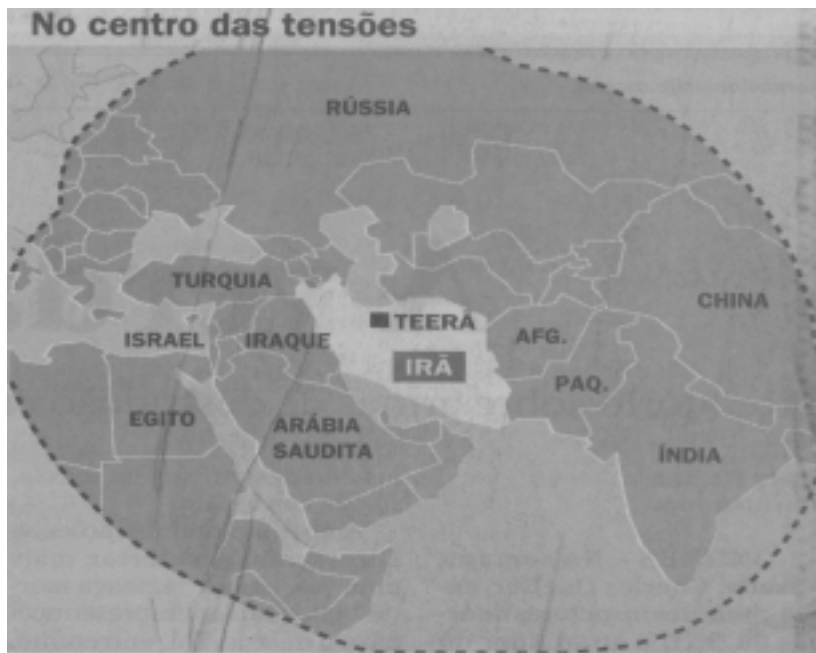 No centro das tensões
RÚSSIA
TURQUIA
TEERÃ
CHINA
ISRAEL
IRAQUE
AFG.
IRÃ
PAQ.
EGITO
ARÁBIA
SAUDITA
ÍNDIA